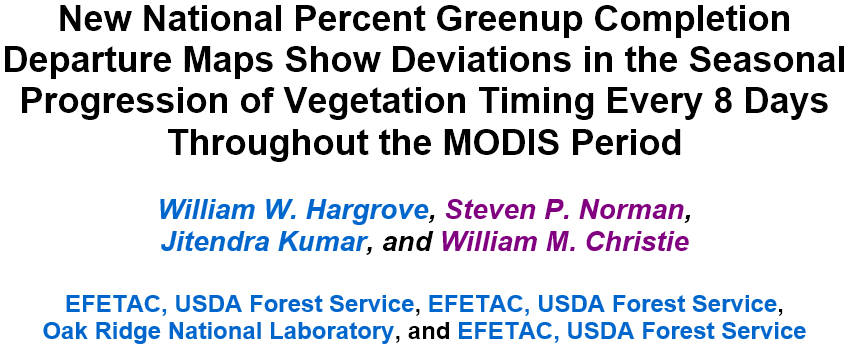 New National Percent Greenup Completion
Departure Maps Show Deviations in the Seasonal
Progression of Vegetation Timing Every 8 Days
Throughout the MODIS Period
William W. Hargrove, Steven P. Norman,
Jitendra Kumar, and William M. Christie
EFETAC, USDA Forest Service, EFETAC, USDA Forest Service,
Oak Ridge National Laboratory, and EFETAC, USDA Forest Service